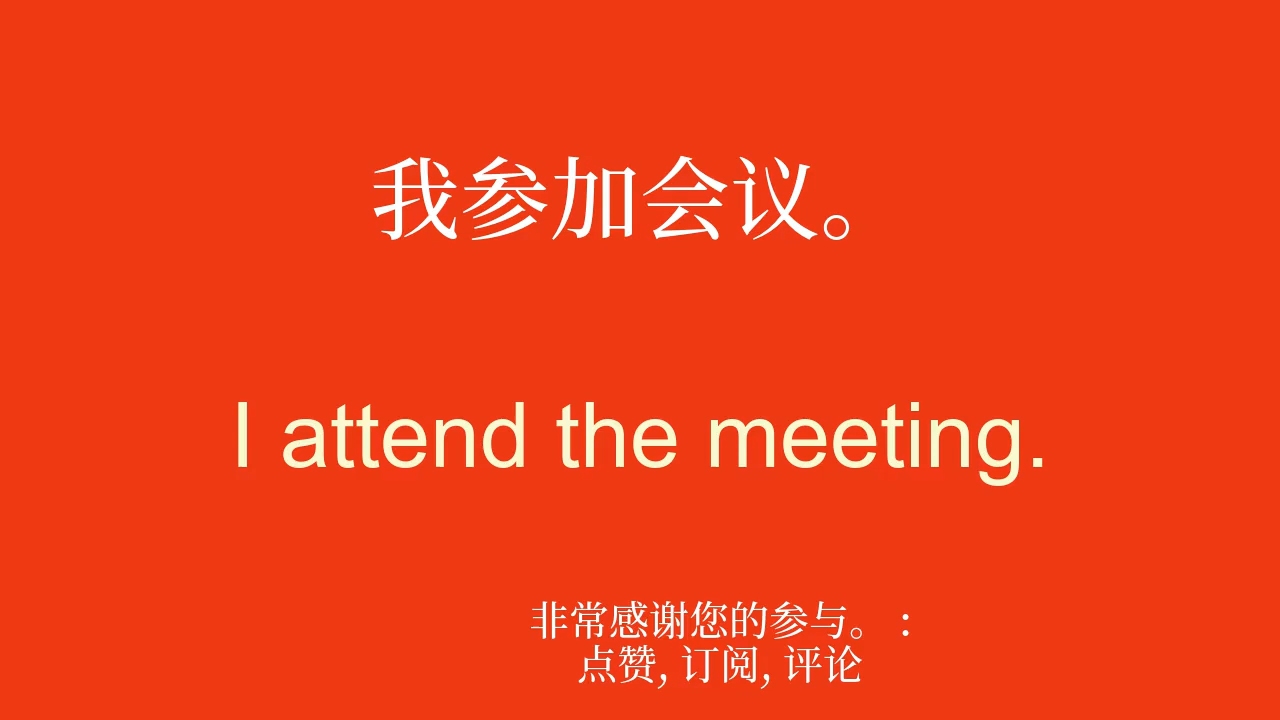 我参加会议。
I attend the meeting.
非常感谢您的参与。 :
点赞, 订阅, 评论